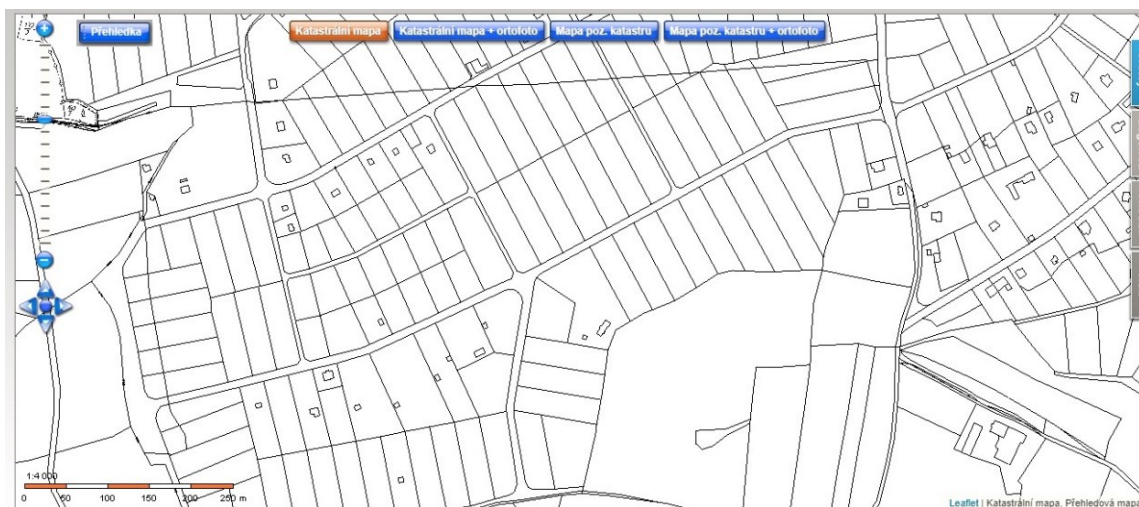 Přehledka
Katastrální mapa
Katastrální mapa + ortofoto
Mapa poz. katastru
Mapa poz. katastru + ortofoto
1:4 000
0 50 100 150 200 250 m
Leaflet | Katastrální mapa, Přehledová mapa